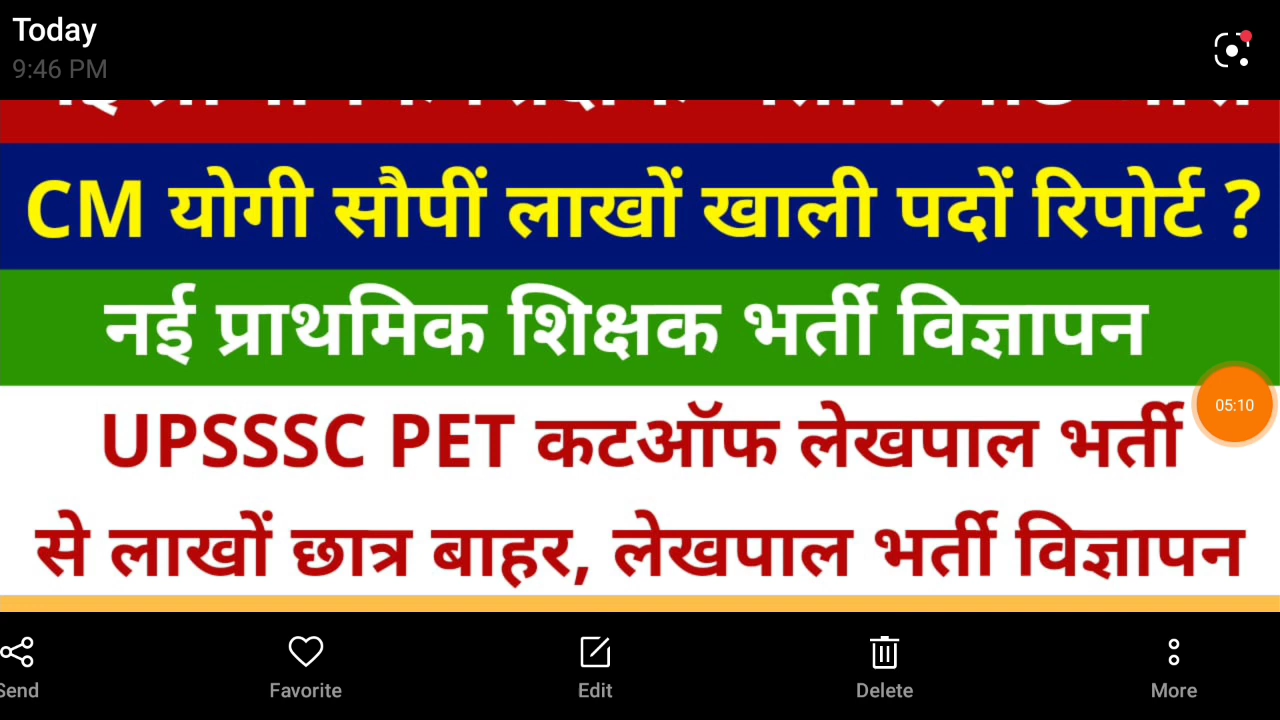 Today
9:46 PM
CM योगी सौपीं लाखों खाली पदों रिपोर्ट ?
नई प्राथमिक शिक्षक भर्ती विज्ञापन
05:10
UPSSSC PET कटऑफ लेखपाल भर्ती
से लाखों छात्र बाहर, लेखपाल भर्ती विज्ञापन
Send Favorite Edit Delete More